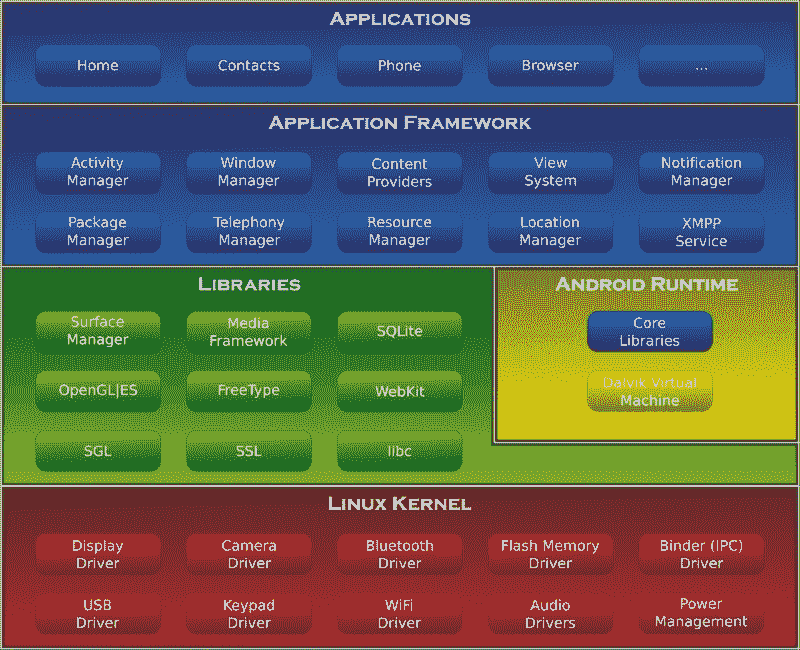 APPLICATIONS
Home
Contacts
Phone
Browser
...
APPLICATION FRAMEWORK
Activity
Manager
Window
Manager
Content
Providers
View
System
Notification
Manager
Package
Manager
Telephony
Manager
Resource
Manager
Location
Manager
XMPP
Service
LIBRARIES
Surface
Manager
Media
Framework
SQLite
OpenGL|ES
FreeType
WebKit
SGL
SSL
libc
ANDROID RUNTIME
Core
Libraries
Dalvik Virtual
Machine
LINUX KERNEL
Display
Driver
Camera
Driver
Bluetooth
Driver
Flash Memory
Driver
Binder (IPC)
Driver
USB
Driver
Keypad
Driver
WiFi
Driver
Audio
Drivers
Power
Management